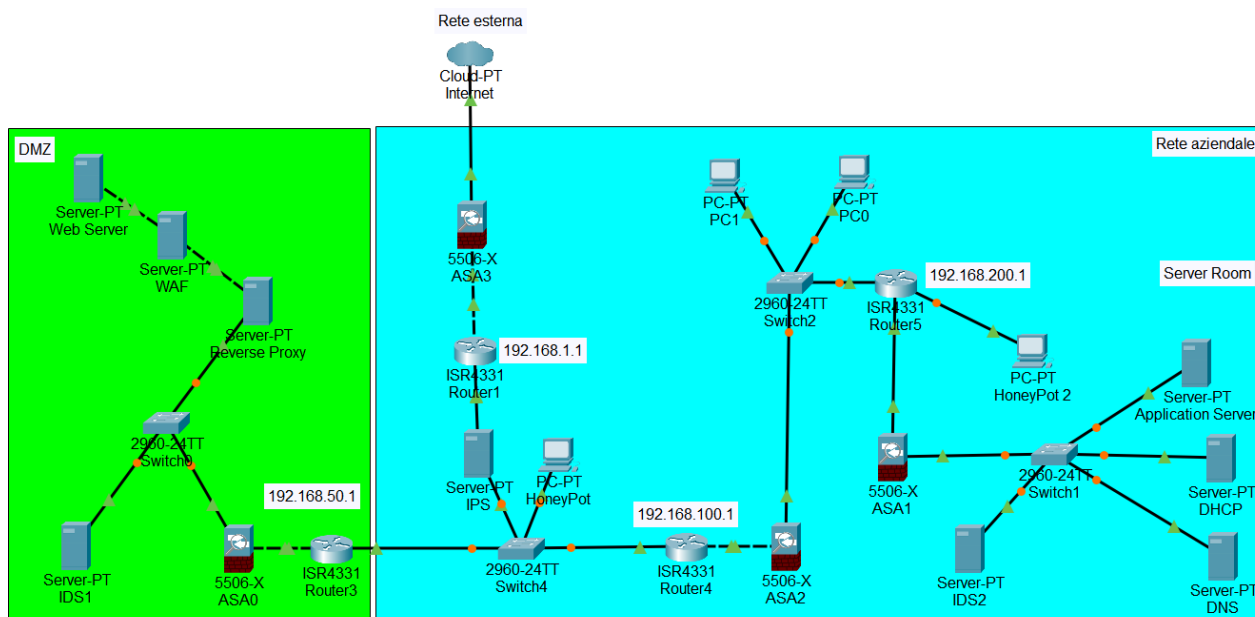 Rete esterna
Cloud-PT
Internet
DMZ
Rete aziendale
Server-PT
Web Server
Server-PT
WAF
Server-PT
Reverse Proxy
2960-24TT
Switch0
Server-PT
IDS1
5506-X
ASA0
192.168.50.1
ISR4331
Router3
5506-X
ASA3
192.168.1.1
ISR4331
Router1
Server-PT
IPS
PC-PT
HoneyPot
2960-24TT
Switch4
192.168.100.1
ISR4331
Router4
5506-X
ASA2
PC-PT
PC1
PC-PT
PC0
2960-24TT
Switch2
192.168.200.1
ISR4331
Router5
Server Room
PC-PT
HoneyPot 2
5506-X
ASA1
2960-24TT
Switch1
Server-PT
Application Server
Server-PT
DHCP
Server-PT
IDS2
Server-PT
DNS